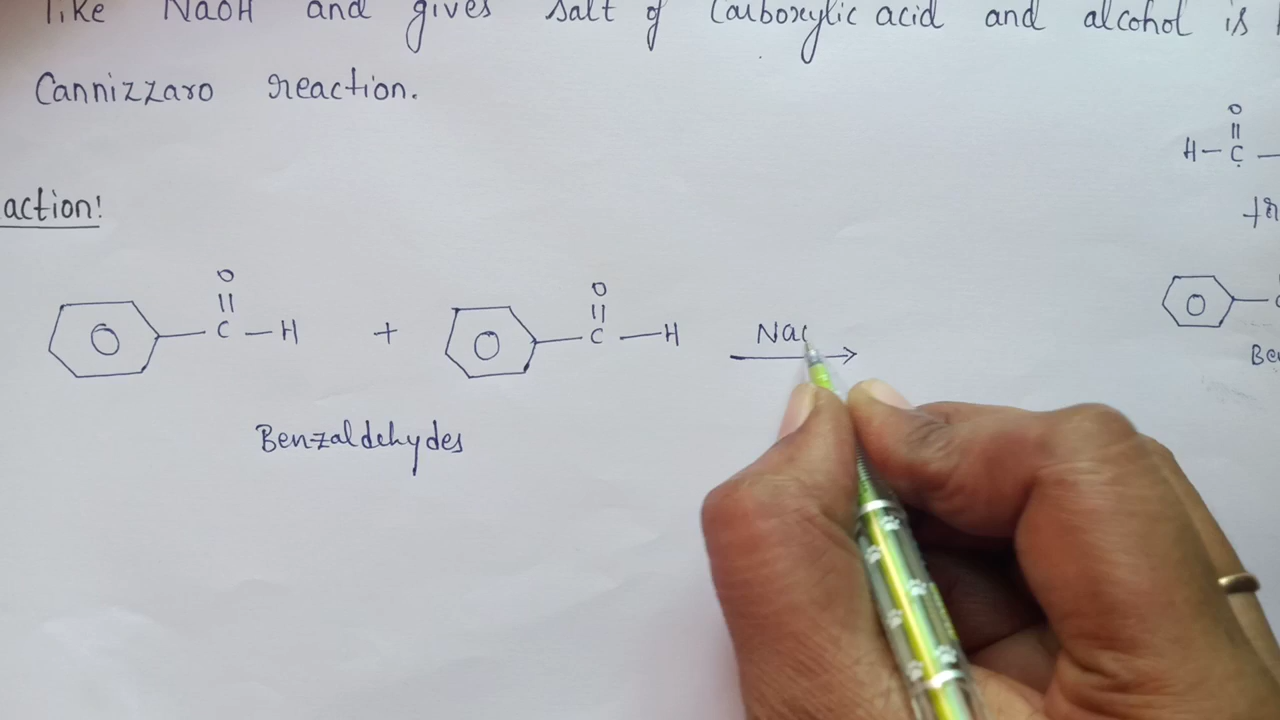 like NaOH and gives salt of Carboxylic acid and alcohol is
Cannizzaro reaction.
action!
O
||
C — H
+
O
||
C — H
Na
Benzaldehydes
O
||
H — C —